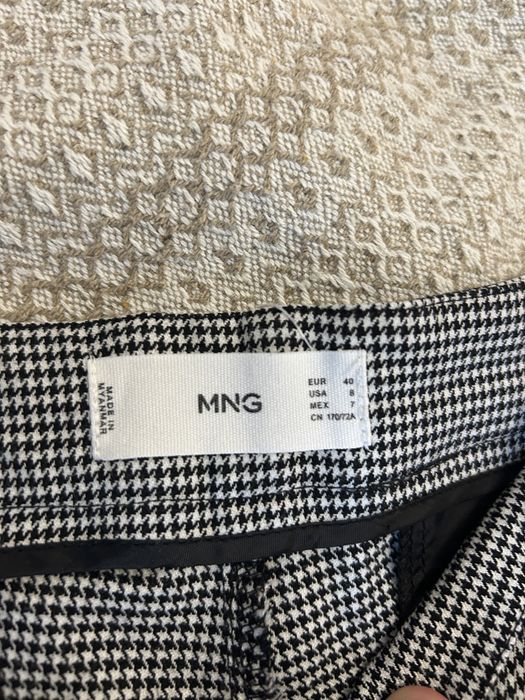 MADE IN
MYANMAR
MNG
EUR 40
USA 8
MEX 7
CN 170/72A